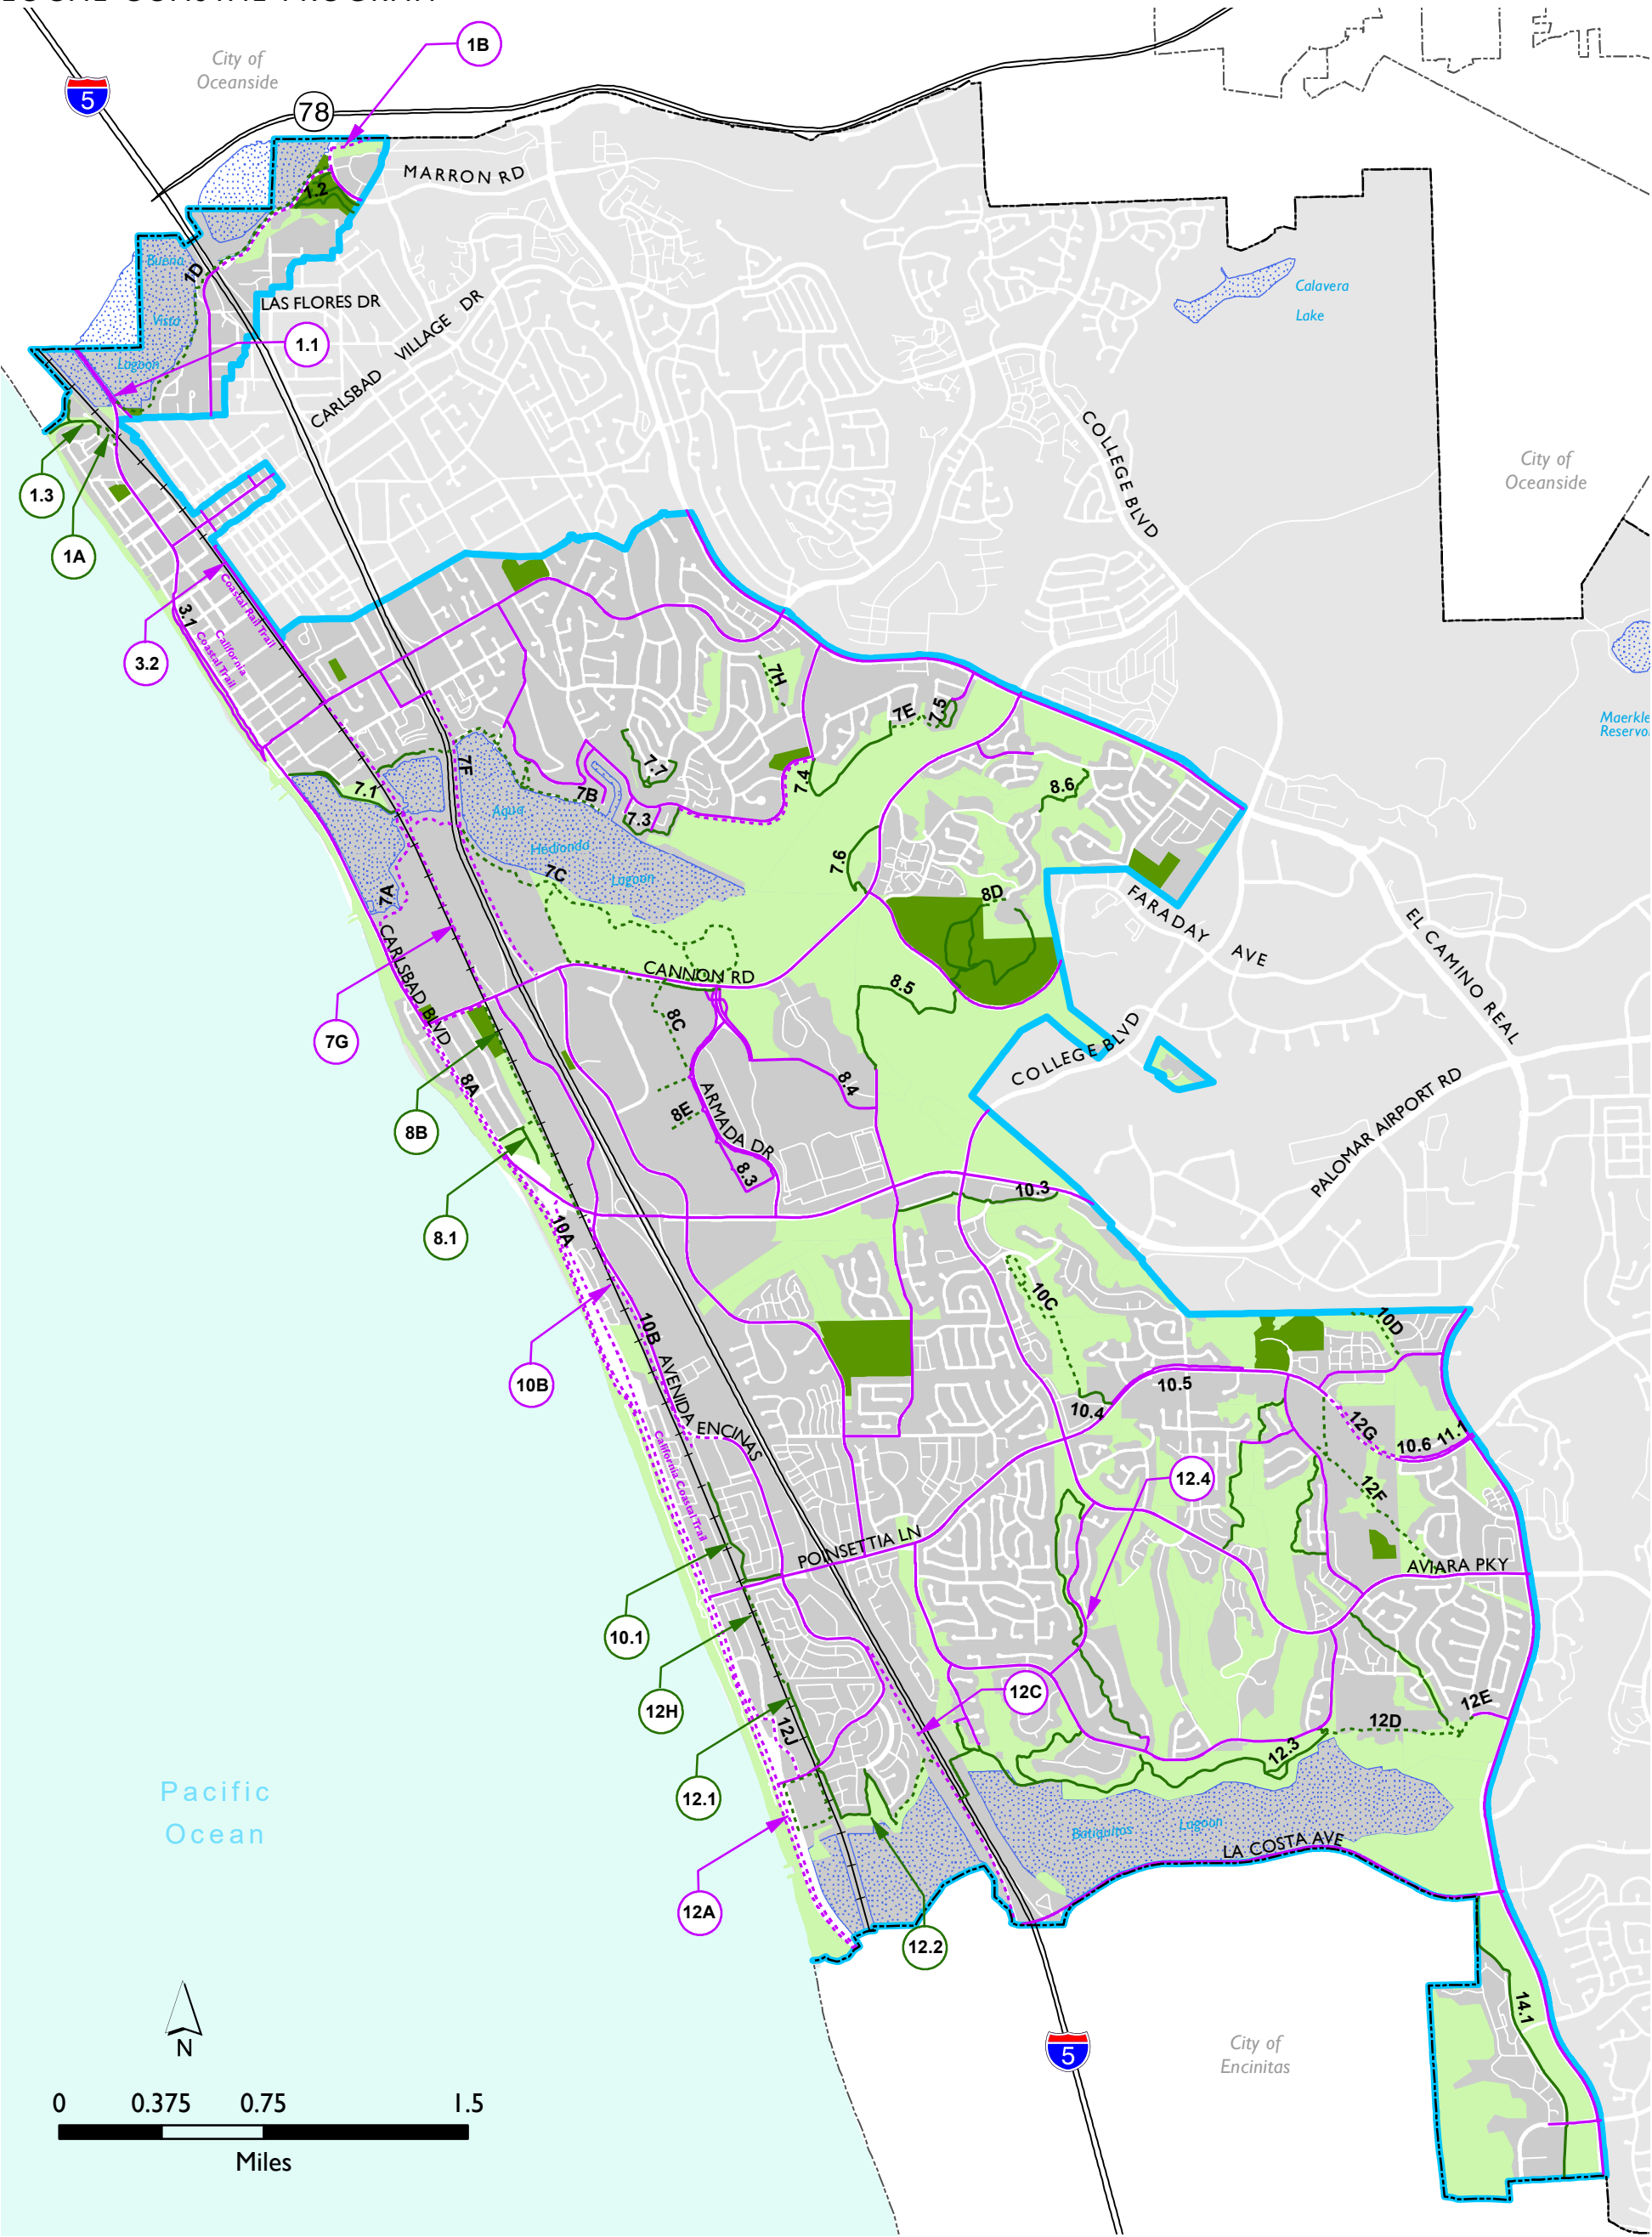 LOCAL COASTAL PROGRAM
1B
City of
Oceanside
5
78
MARRON RD
1.2
Buena
1D
Calavera
Lake
LAS FLORES DR
Vista
VILLAGE DR
1.1
Lagoon
CARLSBAD
COLLEGE BLVD
City of
Oceanside
1.3
1A
Coastal Rail Trail
3.1
California
Coastal Trail
3.2
7H
7E
7.5
Maerkle
7F
7.7
7.4
8.6
7.1
7B
Agua
7.3
Hedionda
7.6
7C
Lagoon
7A
8D
FARADAY AVE
EL CAMINO REAL
CARLSBAD BLVD
CANNON RD
8.5
7G
8C
COLLEGE BLVD
8A
8.4
PALOMAR AIRPORT RD
8B
8E
ARMADA DR
8.3
8.1
10.3
10A
10C
10B
10D
10B
AVENIDA ENCINAS
10.5
10.4
12G
10.6
11.1
California Coastal Trail
12.4
12F
POINSETTIA LN
AVIARA PKY
10.1
12H
12C
12E
12J
12D
12.3
12.1
Pacific
Ocean
Batiquitos
Lagoon
LA COSTA AVE
12A
12.2
14.1
N
5
City of
Encinitas
0 0.375 0.75 1.5
Miles